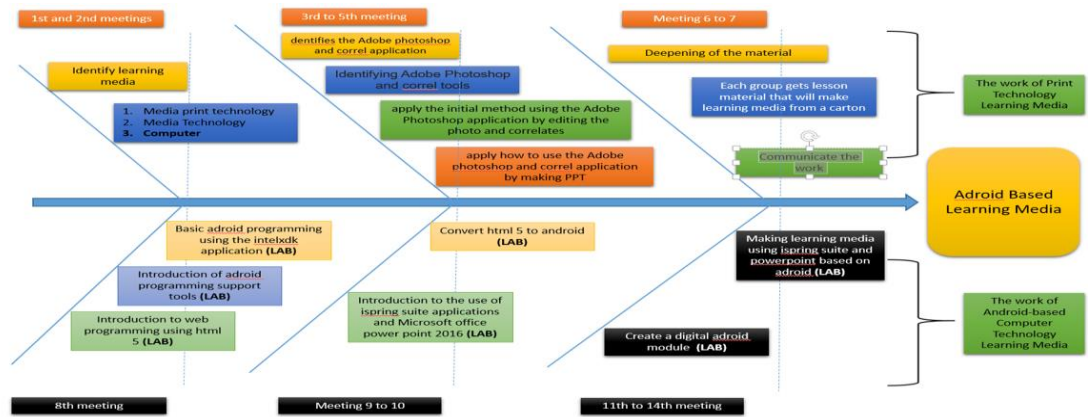 1st and 2nd meetings
Identify learning
media
1. Media print technology
2. Media Technology
3. Computer
3rd to 5th meeting
dentifies the Adobe photoshop
and correl application
Identifying Adobe Photoshop
and correl tools
apply the initial method using the Adobe
Photoshop application by editing the
photo and correlates
apply how to use the Adobe
photoshop and correl application
by making PPT
Meeting 6 to 7
Deepening of the material
Each group gets lesson
material that will make
learning media from a carton
Communicate the
work
The work of Print
Technology
Learning Media
Adroid Based
Learning Media
Basic adroid programming
using the intelxdk
application (LAB)
Introduction of adroid
programming support
tools (LAB)
Introduction to web
programming using html
5 (LAB)
8th meeting
Convert html 5 to android
(LAB)
Introduction to the use of
ispring suite applications
and Microsoft office
power point 2016 (LAB)
Meeting 9 to 10
Making learning media
using ispring suite and
powerpoint based on
adroid (LAB)
Create a digital adroid
module (LAB)
11th to 14th meeting
The work of
Android-based
Computer
Technology
Learning Media